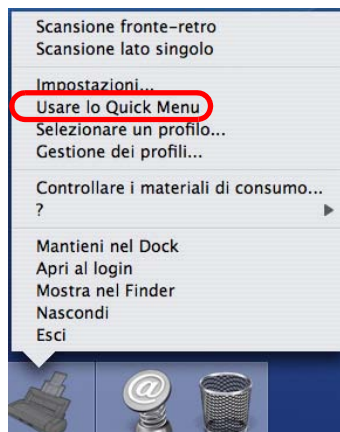 Scansione fronte-retro
Scansione lato singolo
Impostazioni...
Usare lo Quick Menu
Selezionare un profilo...
Gestione dei profili...
Controllare i materiali di consumo...
?
Mantieni nel Dock
Apri al login
Mostra nel Finder
Nascondi
Esci
@